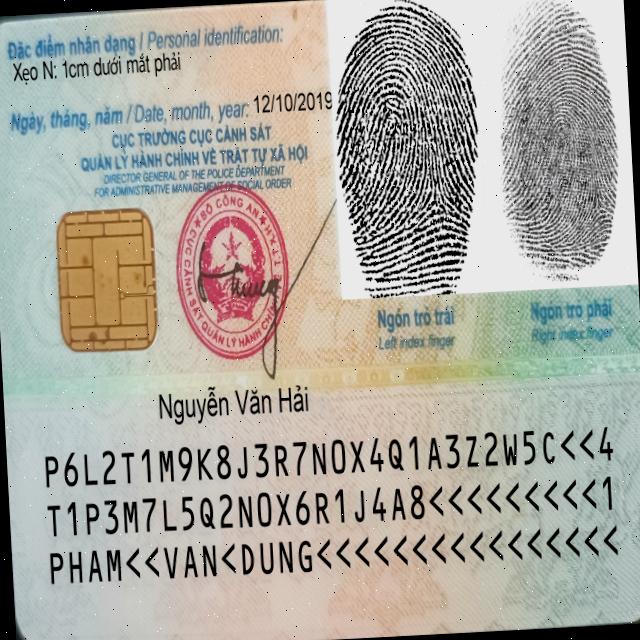 Đặc điểm nhân dạng / Personal identification:
Xẹo N: 1cm dưới mắt phải
Ngày, tháng, năm / Date, month, year: 12/10/2019
CỤC TRƯỞNG CỤC CẢNH SÁT
QUẢN LÝ HÀNH CHÍNH VỀ TRẬT TỰ XÃ HỘI
DIRECTOR GENERAL OF THE POLICE DEPARTMENT
FOR ADMINISTRATIVE MANAGEMENT OF SOCIAL ORDER
BỘ CÔNG AN
CỤC CẢNH SÁT QUẢN LÝ HÀNH CHÍNH
Ngón trỏ trái
Left index finger
Ngón trỏ phải
Right index finger
Nguyễn Văn Hải
P6L2T1M9K8J3R7NOX4Q1A3Z2W5C<<4
T1P3M7L5Q2NOX6R1J4A8<<<<<<<<<1
PHAM<<VAN<DUNG<<<<<<<<<<<<<<<<